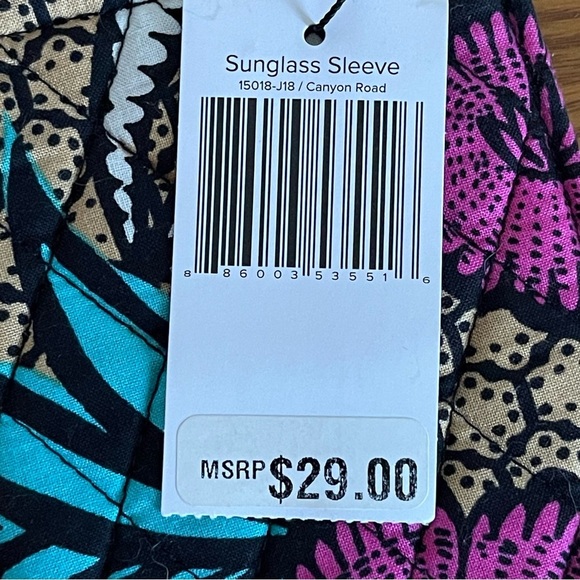 Sunglass Sleeve
15018-J18 / Canyon Road
8 86003 53551 6
MSRP $29.00